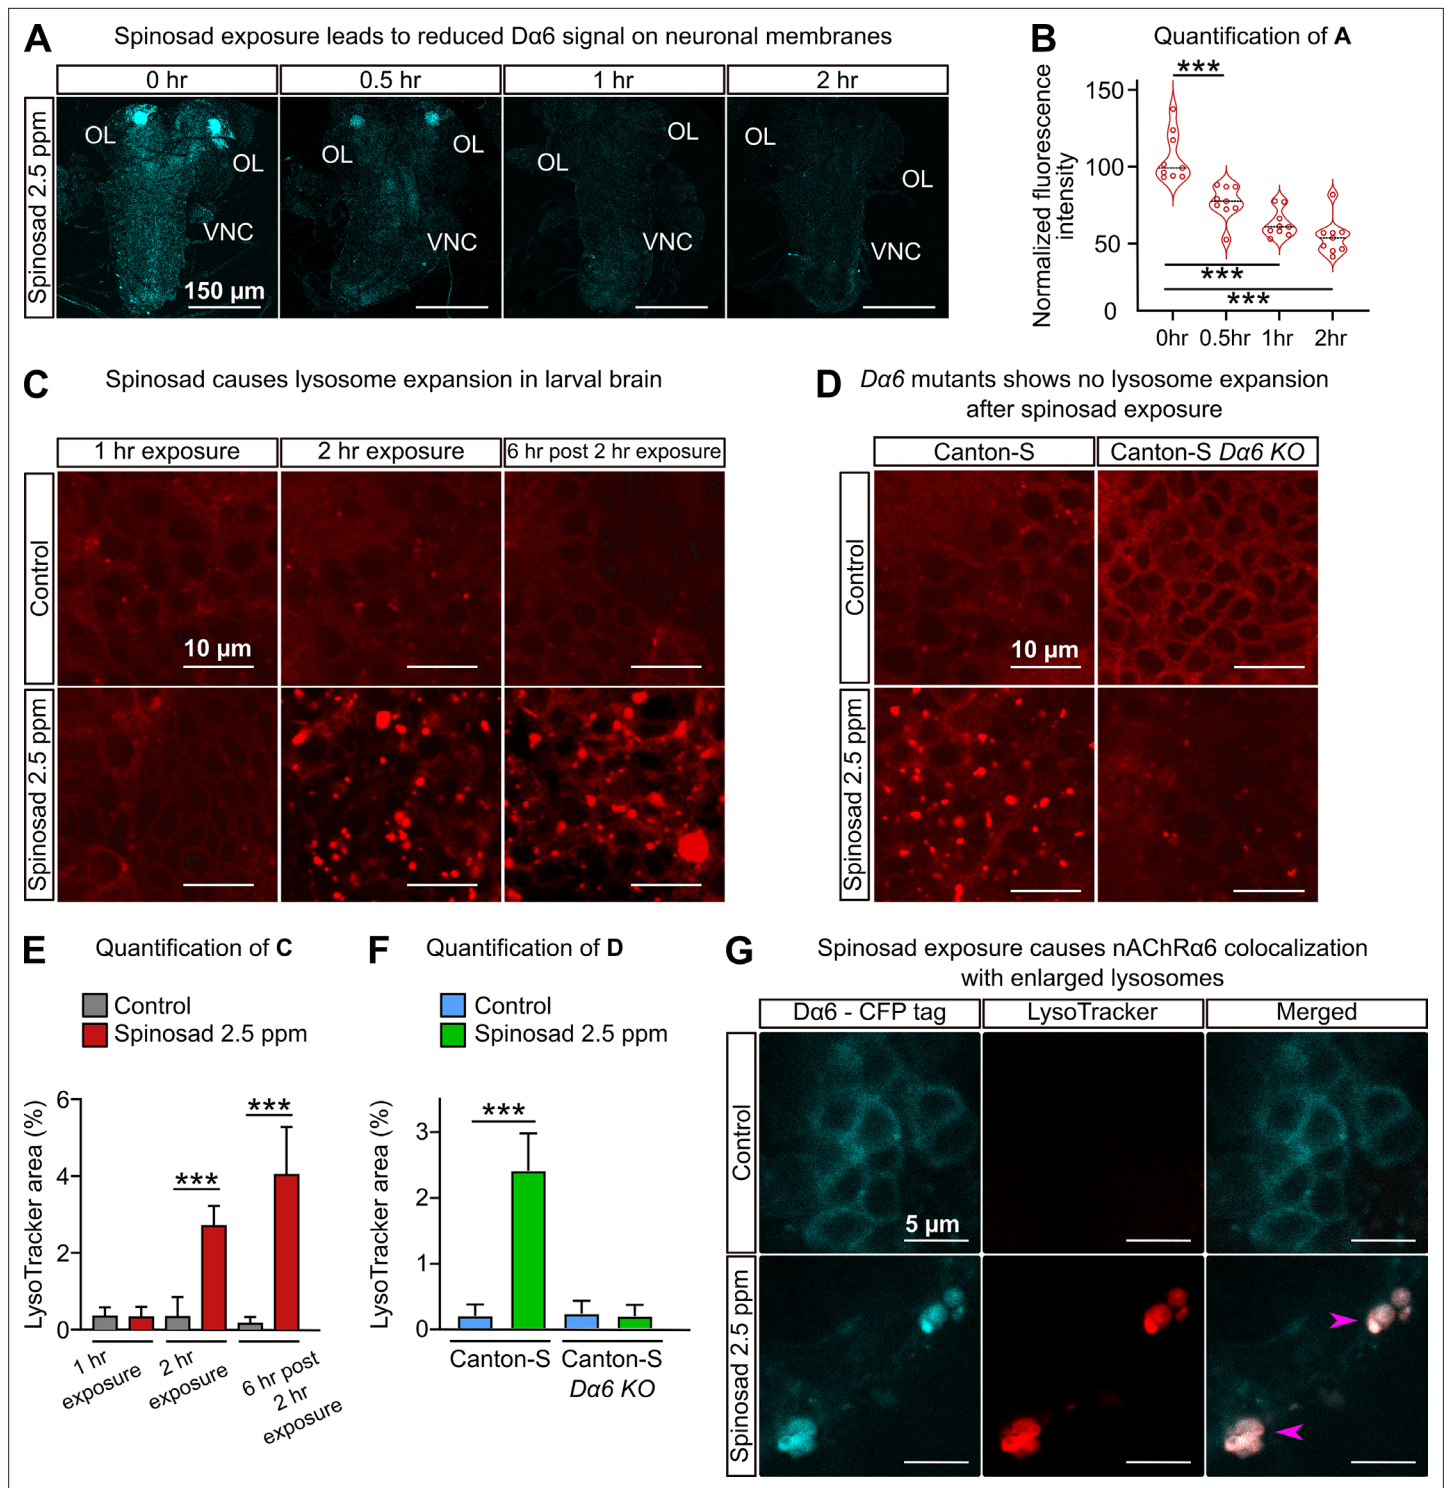 A Spinosad exposure leads to reduced Dα6 signal on neuronal membranes
0 hr 0.5 hr 1 hr 2 hr
Spinosad 2.5 ppm
OL OL VNC 150 µm
OL OL VNC
OL OL VNC
OL OL VNC
B Quantification of A
Normalized fluorescence
intensity
150
100
50
0
***
***
***
0hr 0.5hr 1hr 2hr
C Spinosad causes lysosome expansion in larval brain
1 hr exposure 2 hr exposure 6 hr post 2 hr exposure
Control
10 µm
Spinosad 2.5 ppm
D Dα6 mutants shows no lysosome expansion
after spinosad exposure
Canton-S Canton-S Dα6 KO
Control
10 µm
Spinosad 2.5 ppm
E Quantification of C
Control
Spinosad 2.5 ppm
LysoTracker area (%)
6
4
2
0
***
***
1 hr
exposure
2 hr
exposure
6 hr post
2 hr
exposure
F Quantification of D
Control
Spinosad 2.5 ppm
LysoTracker area (%)
3
2
1
0
***
Canton-S Canton-S
Dα6 KO
G Spinosad exposure causes nAChRα6 colocalization
with enlarged lysosomes
Dα6 - CFP tag LysoTracker Merged
Control
5 µm
Spinosad 2.5 ppm